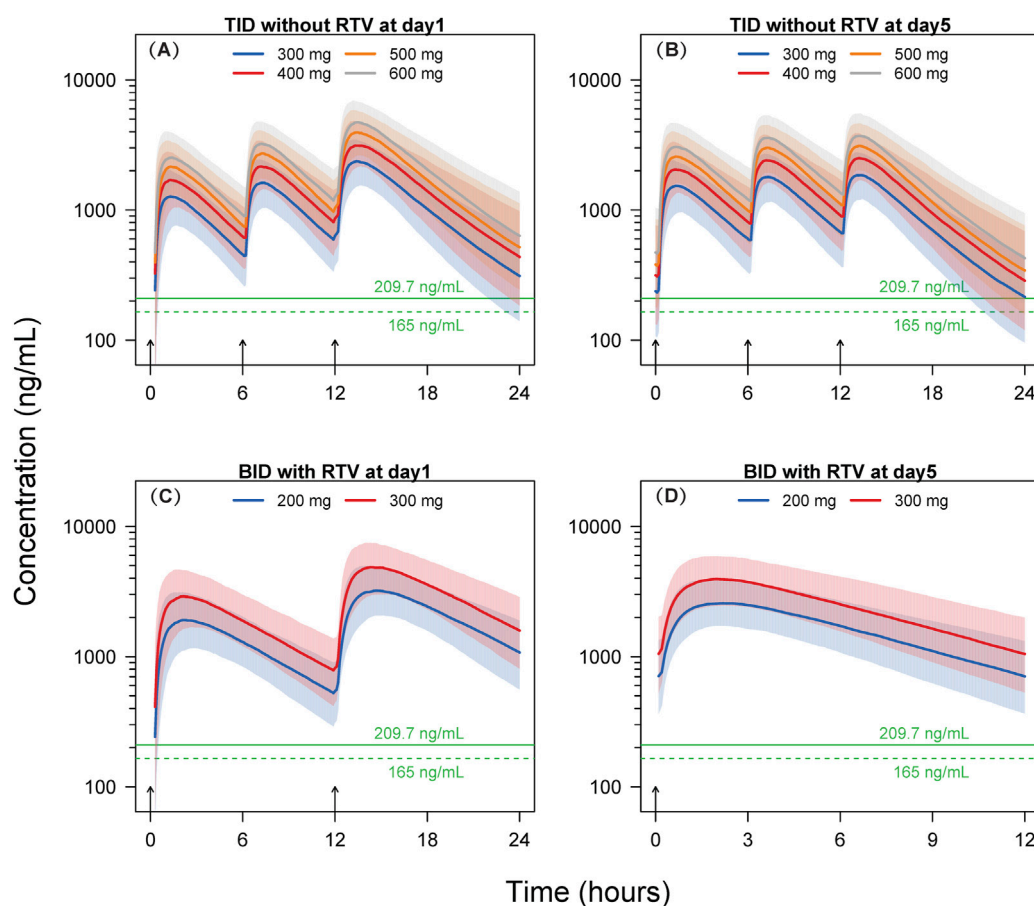 TID without RTV at day1
(A)
300 mg 500 mg
400 mg 600 mg
10000
1000
100
209.7 ng/mL
165 ng/mL
0 6 12 24
TID without RTV at day5
(B)
300 mg 500 mg
400 mg 600 mg
10000
1000
100
209.7 ng/mL
165 ng/mL
0 6 12 24
BID with RTV at day1
(C) 200 mg 300 mg
10000
1000
100
209.7 ng/mL
165 ng/mL
0 6 12 24
BID with RTV at day5
(D) 200 mg 300 mg
10000
1000
100
209.7 ng/mL
165 ng/mL
0 3 6 9 12
Concentration (ng/mL)
Time (hours)